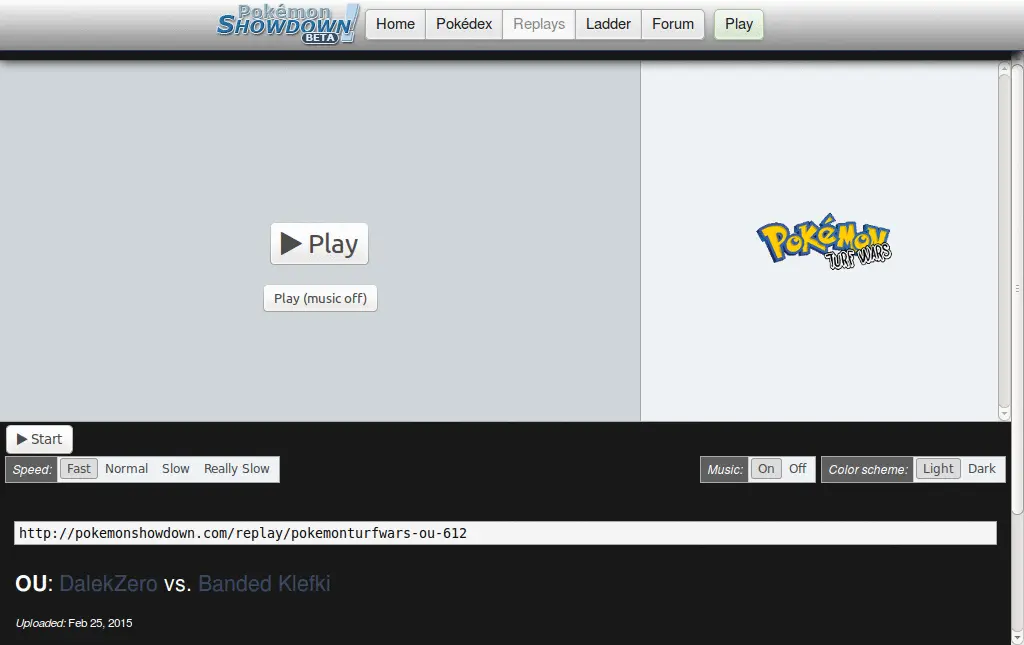 Pokémon
SHOWDOWN!
BETA
Home Pokédex Replays Ladder Forum Play
Play
Play (music off)
POKéMON
TURF WARS
Start
Speed: Fast Normal Slow Really Slow
Music: On Off
Color scheme: Light Dark
http://pokemonshowdown.com/replay/pokemonturfwars-ou-612
OU: DalekZero vs. Banded Klefki
Uploaded: Feb 25, 2015